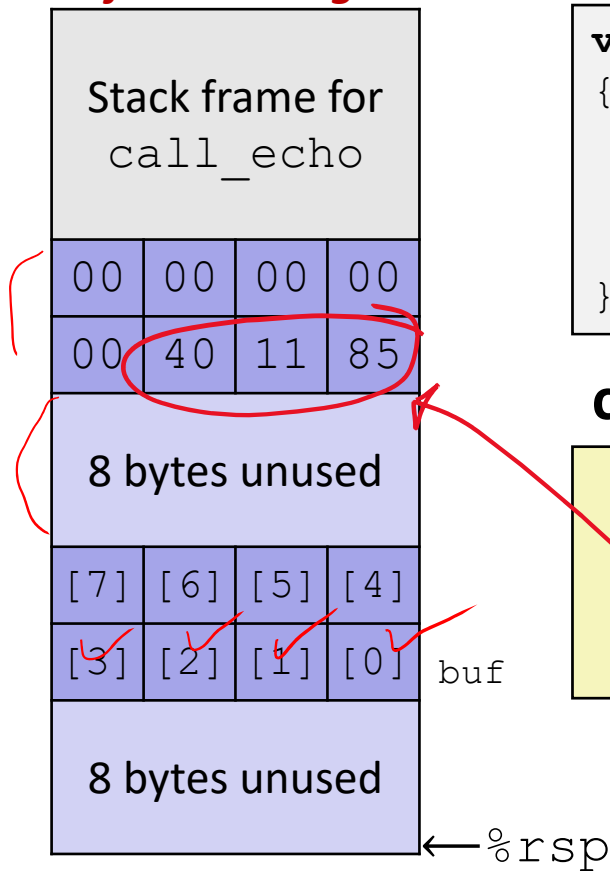 Stack frame for
call_echo
00 00 00 00
00 40 11 85
8 bytes unused
[7] [6] [5] [4]
[3] [2] [1] [0] buf
8 bytes unused
←%rsp
v
{
}